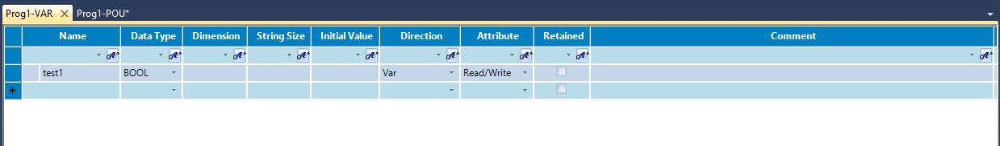 Prog1-VAR Prog1-POU*
Name Data Type Dimension String Size Initial Value Direction Attribute Retained Comment
test1 BOOL Var Read/Write